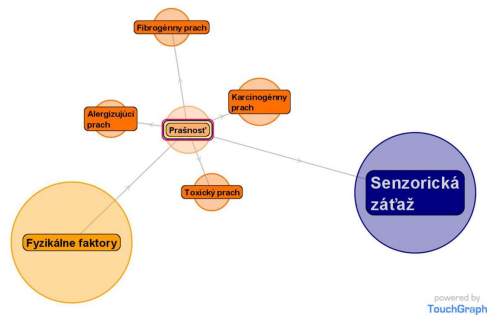 Fibrogénny prach
Karcinogénny
prach
Alergizujúci
prach
Prašnosť
Toxický prach
Senzorická
záťaž
Fyzikálne faktory
powered by
TouchGraph